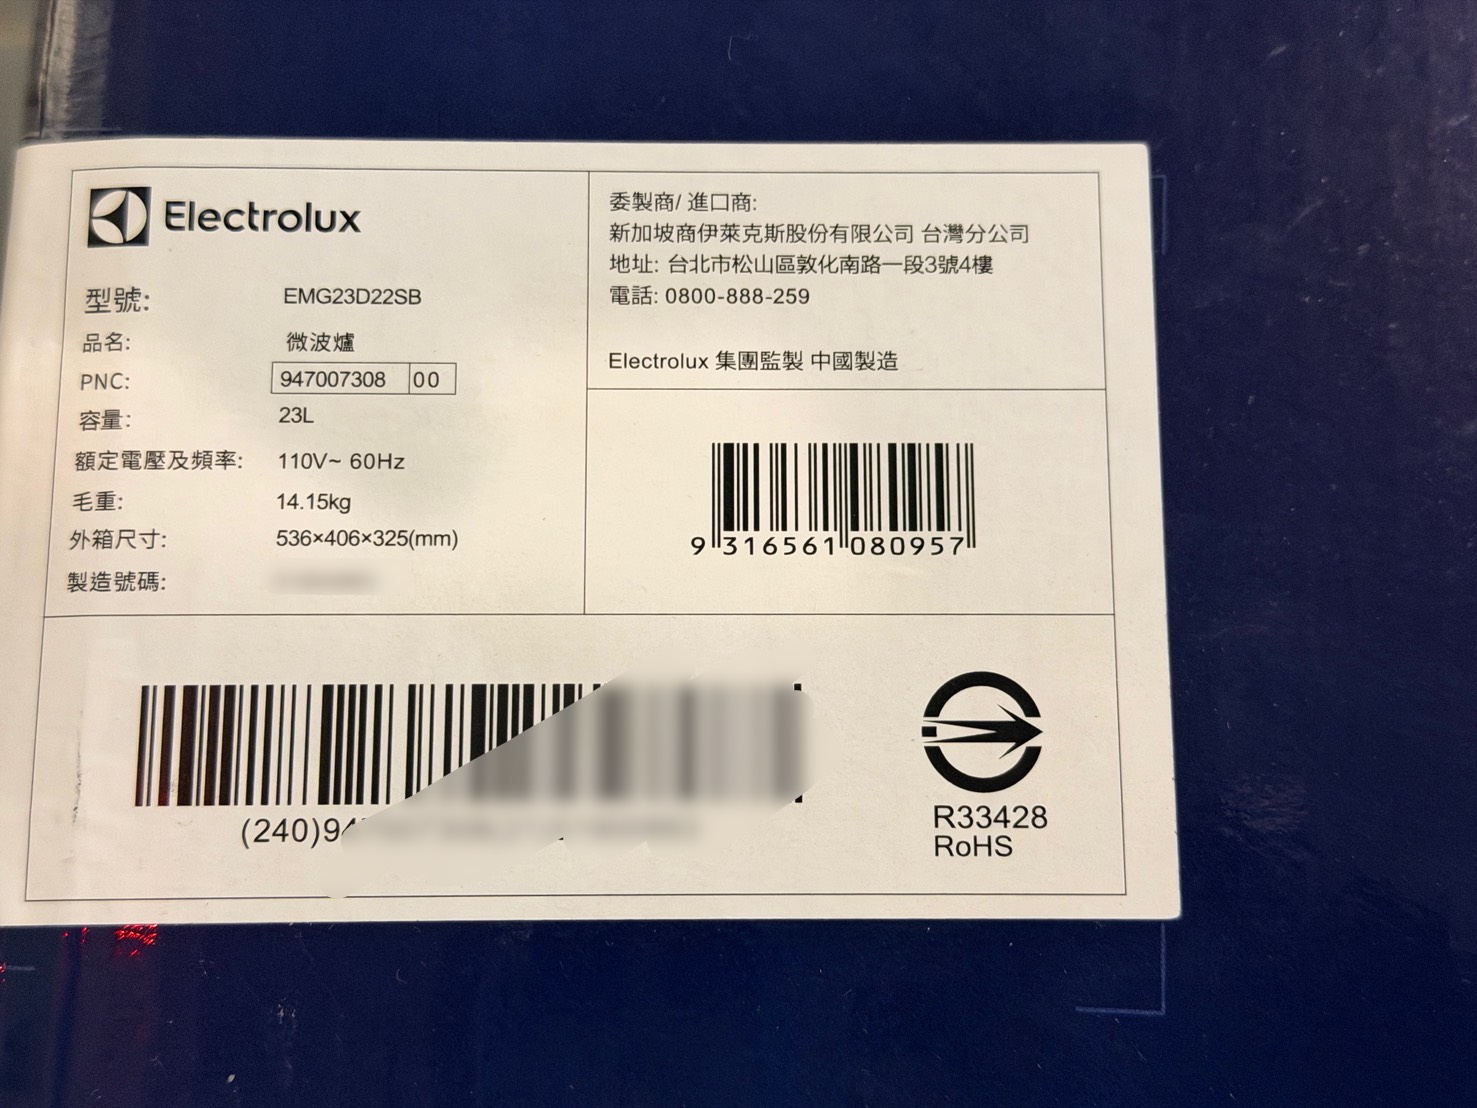 Electrolux
型號: EMG23D22SB
品名: 微波爐
PNC: 947007308 00
容量: 23L
額定電壓及頻率: 110V~ 60Hz
毛重: 14.15kg
外箱尺寸: 536×406×325(mm)
製造號碼:
委製商/ 進口商:
新加坡商伊萊克斯股份有限公司 台灣分公司
地址: 台北市松山區敦化南路一段3號4樓
電話: 0800-888-259
Electrolux 集團監製 中國製造
9 316561 080957
(240)94
R33428
RoHS